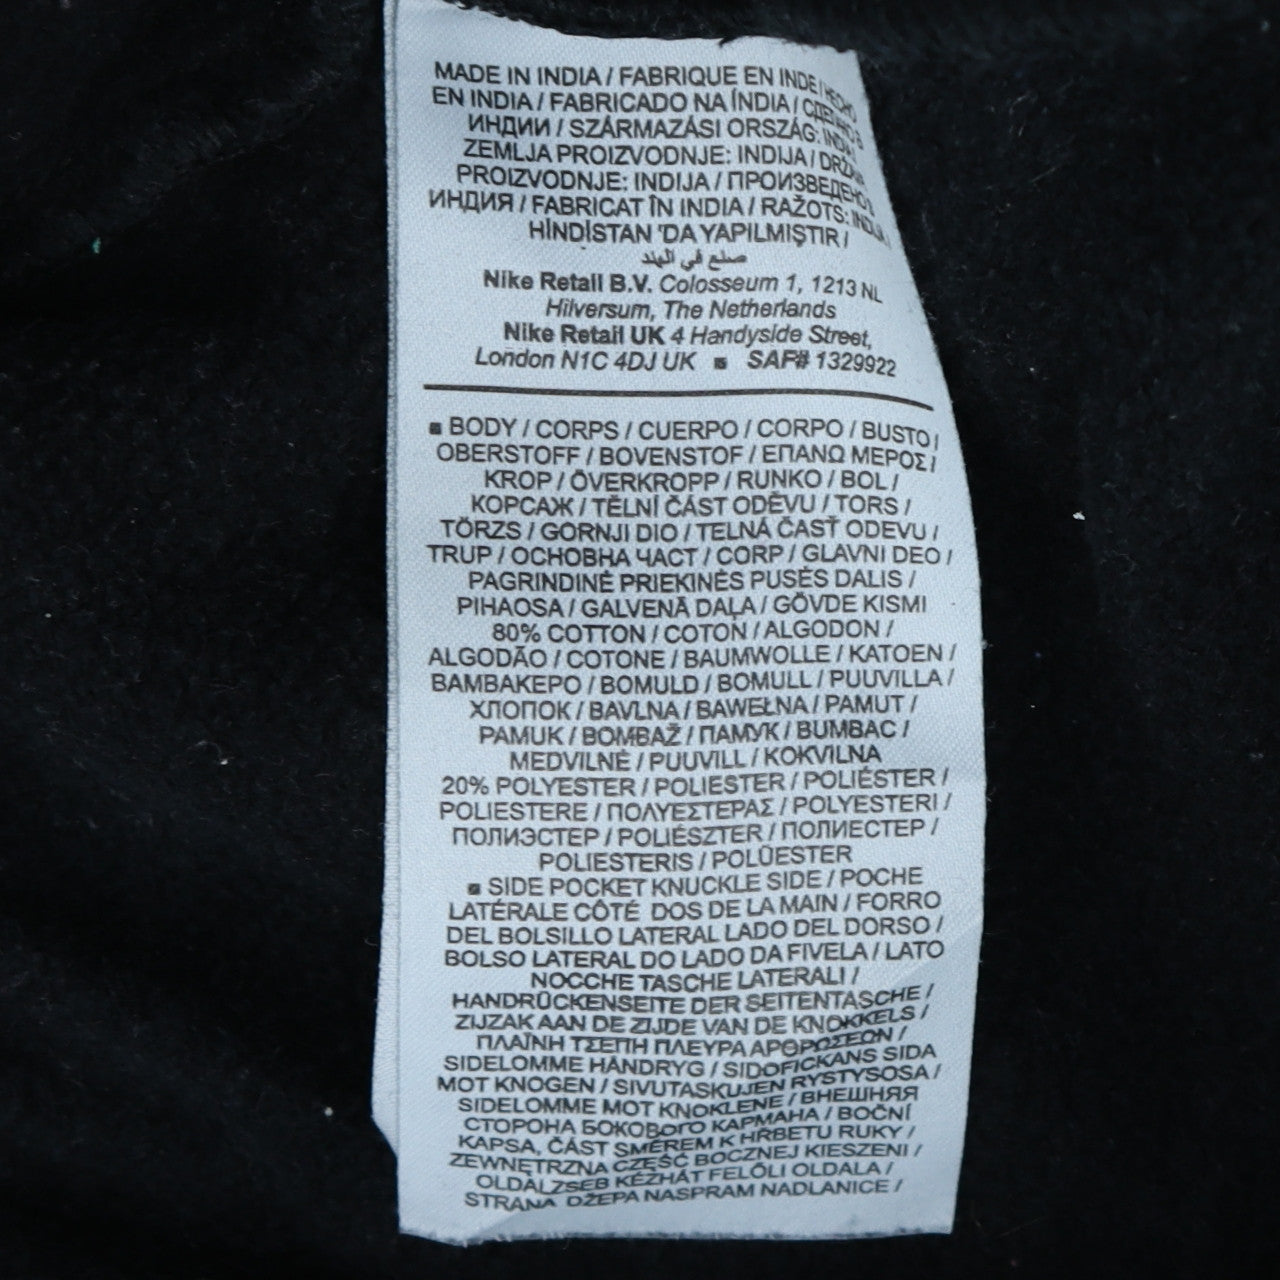 MADE IN INDIA / FABRIQUE EN INDE / HECHO
EN INDIA / FABRICADO NA ÍNDIA / СДЕЛАНО В
ИНДИИ / SZÁRMAZÁSI ORSZÁG: INDIA /
ZEMLJA PROIZVODNJE: INDIJA / DRŽAVA
PROIZVODNJE: INDIJA / ПРОИЗВЕДЕНО В
ИНДИЯ / FABRICAT ÎN INDIA / RAŽOTS: INDIJA /
HİNDİSTAN 'DA YAPILMIŞTIR /
صنع في الهند
Nike Retail B.V. Colosseum 1, 1213 NL
Hilversum, The Netherlands
Nike Retail UK 4 Handyside Street,
London N1C 4DJ UK ■ SAF# 1329922
■ BODY / CORPS / CUERPO / CORPO / BUSTO /
OBERSTOFF / BOVENSTOF / ΕΠΑΝΩ ΜΕΡΟΣ /
KROP / ÖVERKROPP / RUNKO / BOL /
КОРСАЖ / TĚLNÍ ČÁST ODĚVU / TORS /
TÖRZS / GORNJI DIO / TELNÁ ČASŤ ODEVU /
TRUP / ОСНОВНА ЧАСТ / CORP / GLAVNI DEO /
PAGRINDINĖ PRIEKINĖS PUSĖS DALIS /
PIHAOSA / GALVENĀ DAĻA / GÖVDE KISMI
80% COTTON / COTON / ALGODON /
ALGODÃO / COTONE / BAUMWOLLE / KATOEN /
ΒΑΜΒΑΚΕΡΟ / BOMULD / BOMULL / PUUVILLA /
ХЛОПОК / BAVLNA / BAWEŁNA / PAMUT /
PAMUK / BOMBAŽ / ПАМУК / BUMBAC /
MEDVILNĖ / PUUVILL / KOKVILNA
20% POLYESTER / POLIESTER / POLIÉSTER /
POLIESTERE / ΠΟΛΥΕΣΤΕΡΑΣ / POLYESTERI /
ПОЛИЭСТЕР / POLIÉSZTER / ПОЛИЕСТЕР /
POLIESTERIS / POLÜESTER
■ SIDE POCKET KNUCKLE SIDE / POCHE
LATÉRALE CÔTÉ DOS DE LA MAIN / FORRO
DEL BOLSILLO LATERAL LADO DEL DORSO /
BOLSO LATERAL DO LADO DA FIVELA / LATO
NOCCHE TASCHE LATERALI /
HANDRÜCKENSEITE DER SEITENTASCHE /
ZIJZAK AAN DE ZIJDE VAN DE KNOKKELS /
ΠΛΑΪΝΗ ΤΣΕΠΗ ΠΛΕΥΡΑ ΑΡΘΡΩΣΕΩΝ /
SIDELOMME HÅNDRYG / SIDOFICKANS SIDA
MOT KNOGEN / SIVUTASKUJEN RYSTYSOSA /
SIDELOMME MOT KNOKLENE / ВНЕШНЯЯ
СТОРОНА БОКОВОГО КАРМАНА / BOČNÍ
KAPSA, ČÁST SMĚREM K HŘBETU RUKY /
ZEWNĘTRZNA CZĘŚĆ BOCZNEJ KIESZENI /
OLDALZSEB KÉZHÁT FELÖLI OLDALA /
STRANA DŽEPA NASPRAM NADLANICE /